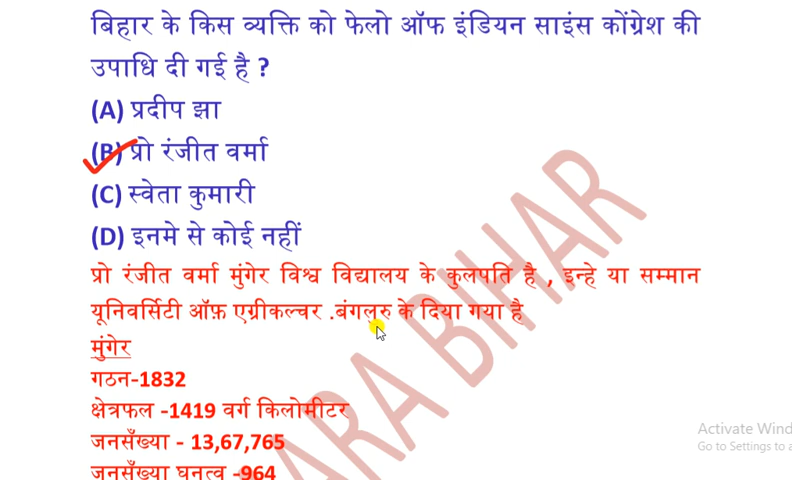 बिहार के किस व्यक्ति को फेलो ऑफ इंडियन साइंस कोंग्रेश की
उपाधि दी गई है ?
(A) प्रदीप झा
(B) प्रो रंजीत वर्मा
(C) स्वेता कुमारी
(D) इनमे से कोई नहीं
प्रो रंजीत वर्मा मुंगेर विश्व विद्यालय के कुलपति है , इन्हे या सम्मान
यूनिवर्सिटी ऑफ़ एग्रीकल्चर .बंगलुरु के दिया गया है
मुंगेर
गठन-1832
क्षेत्रफल -1419 वर्ग किलोमीटर
जनसँख्या - 13,67,765
जनसँख्या घनत्व -964
ARA BIHAR
Activate Wind
Go to Settings to a